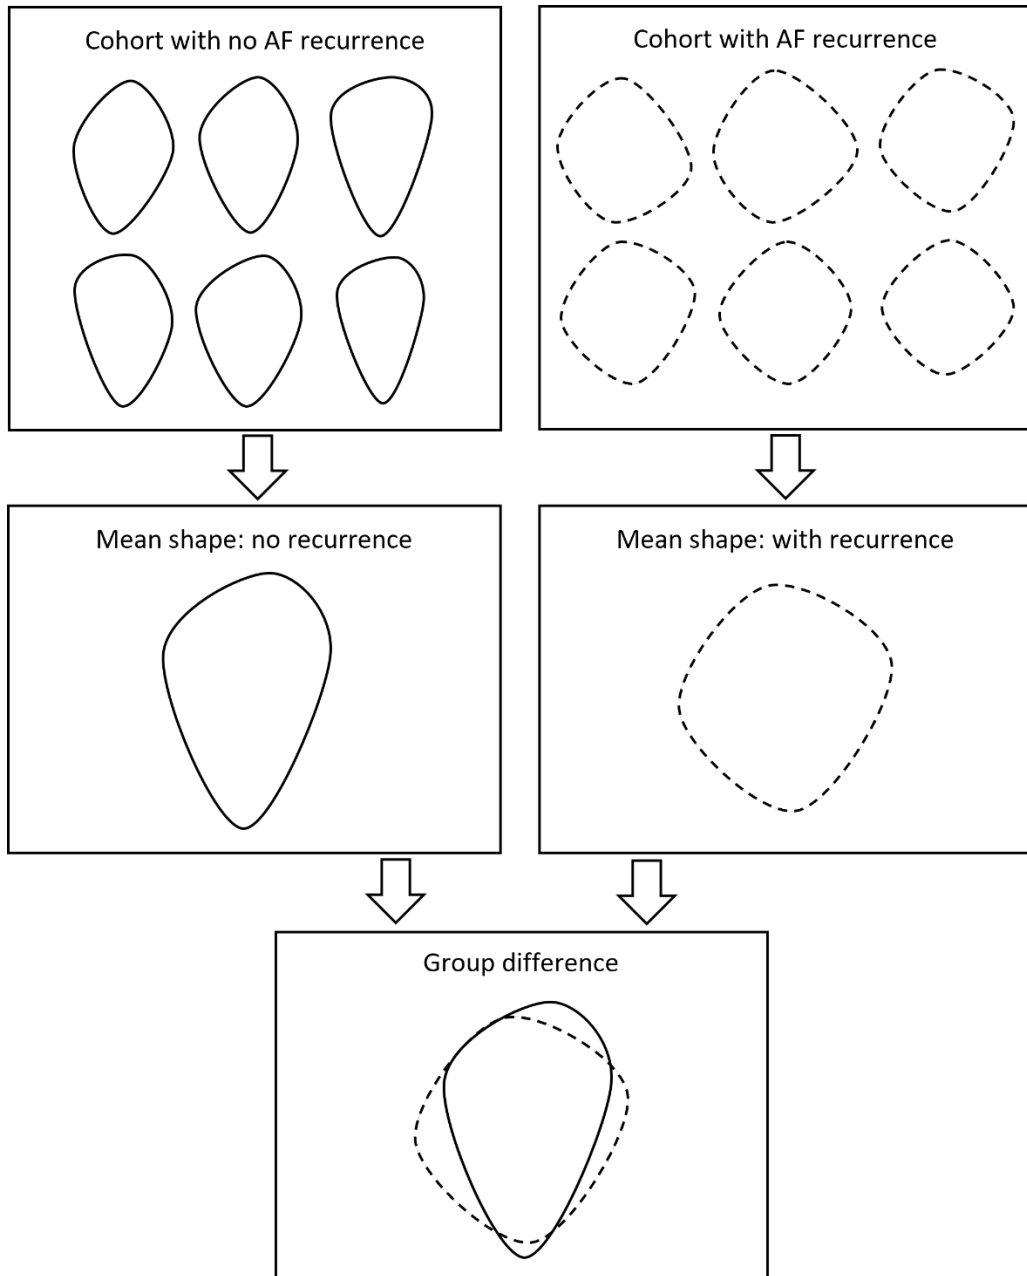 Cohort with no AF recurrence
Cohort with AF recurrence
Mean shape: no recurrence
Mean shape: with recurrence
Group difference